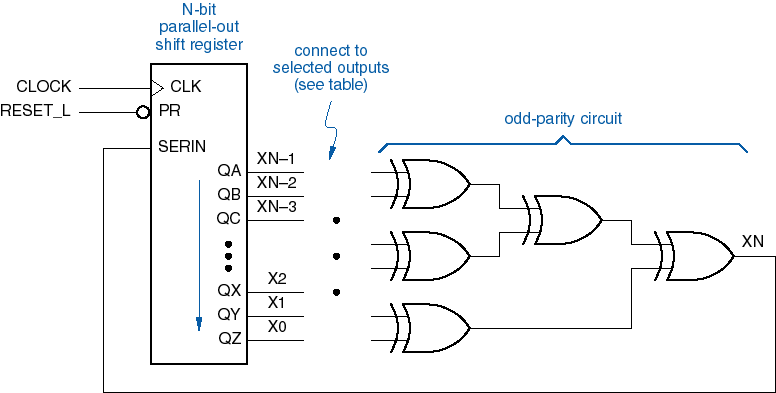 N-bit
parallel-out
shift register
connect to
selected outputs
(see table)
odd-parity circuit
CLOCK
CLK
RESET_L
PR
SERIN
QA
XN–1
QB
XN–2
QC
XN–3
QX
X2
QY
X1
QZ
X0
XN